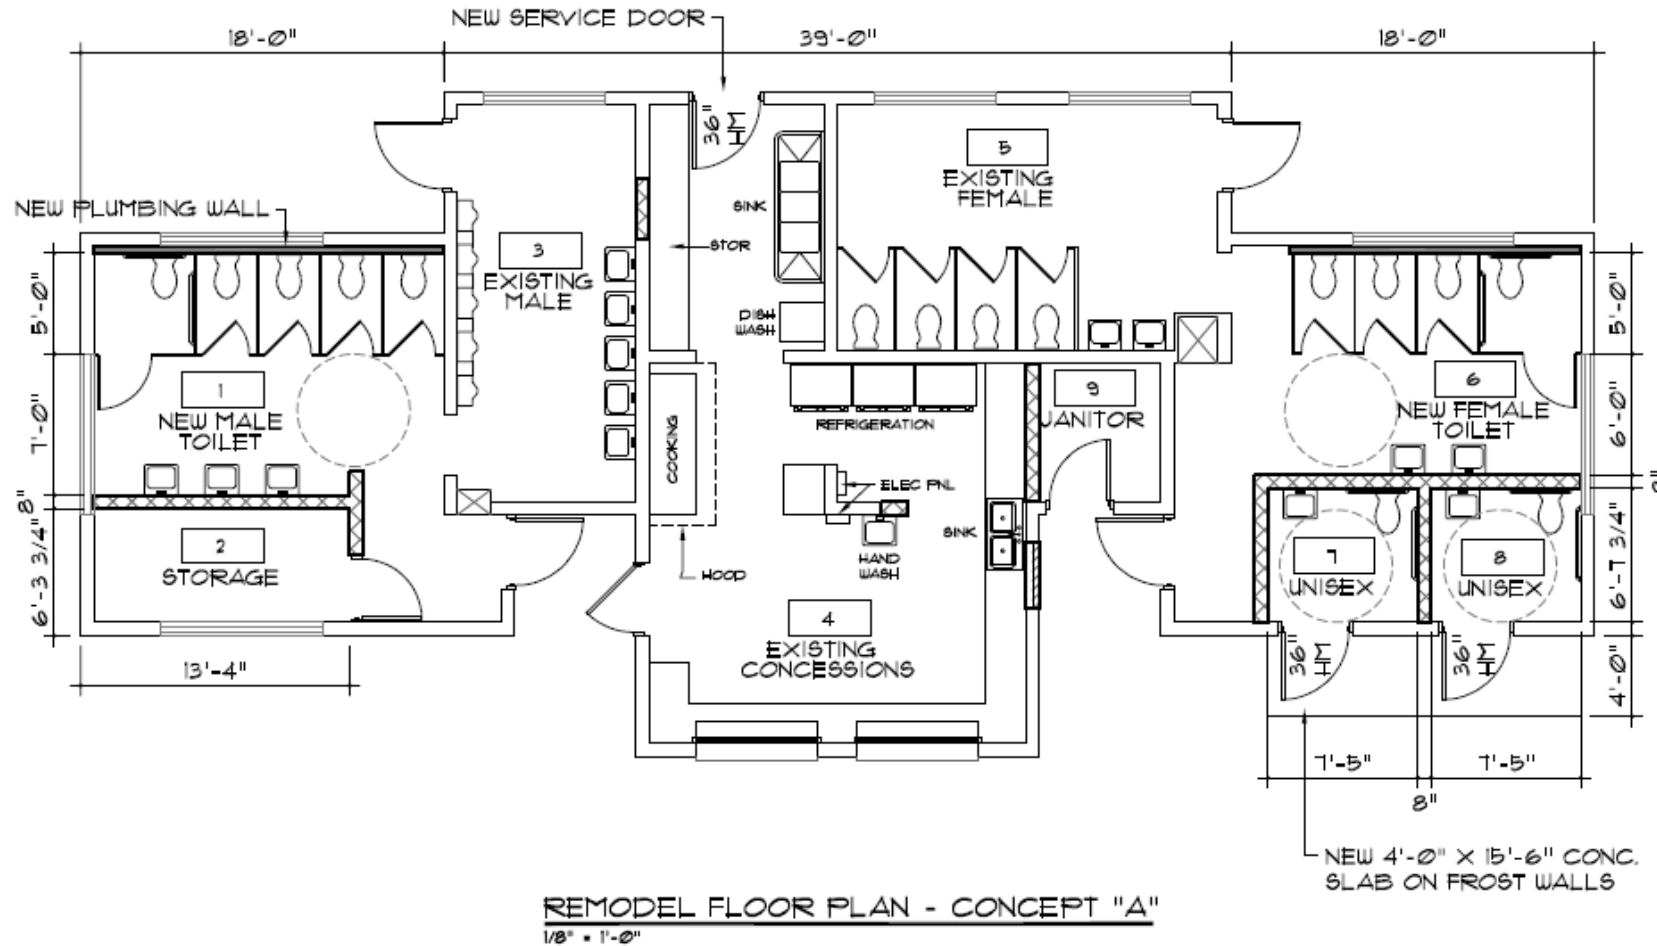 NEW SERVICE DOOR
18'-0"
39'-0"
18'-0"
36"
HM
5
EXISTING
FEMALE
NEW PLUMBING WALL
SINK
STOR
3
EXISTING
MALE
DISH
WASH
5'-0"
5'-0"
1
NEW MALE
TOILET
7'-0"
COOKING
REFRIGERATION
9
JANITOR
6
NEW FEMALE
TOILET
6'-0"
8"
ELEC PNL
SINK
HAND
WASH
HOOD
2
STORAGE
6'-3 3/4"
7
UNISEX
8
UNISEX
6'-7 3/4"
4
EXISTING
CONCESSIONS
13'-4"
36"
HM
36"
HM
4'-0"
7'-5"
7'-5"
8"
NEW 4'-0" X 15'-6" CONC.
SLAB ON FROST WALLS
REMODEL FLOOR PLAN - CONCEPT "A"
1/8" = 1'-0"